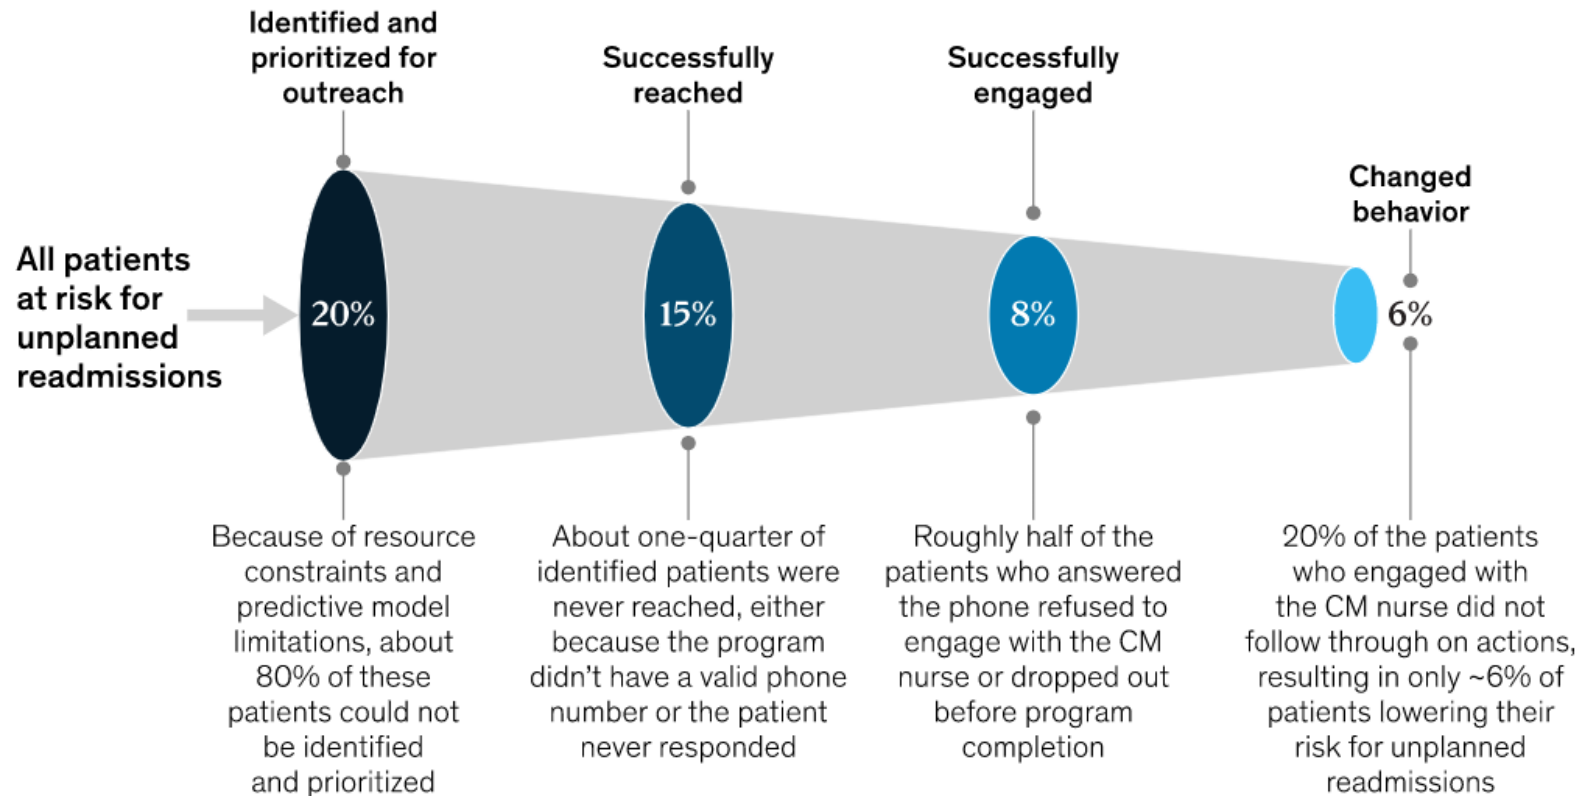 Identified and
prioritized for
outreach
Successfully
reached
Successfully
engaged
Changed
behavior
All patients
at risk for
unplanned
readmissions
20%
15%
8%
6%
Because of resource
constraints and
predictive model
limitations, about
80% of these
patients could not
be identified
and prioritized
About one-quarter of
identified patients were
never reached, either
because the program
didn’t have a valid phone
number or the patient
never responded
Roughly half of the
patients who answered
the phone refused to
engage with the CM
nurse or dropped out
before program
completion
20% of the patients
who engaged with
the CM nurse did not
follow through on actions,
resulting in only ~6% of
patients lowering their
risk for unplanned
readmissions